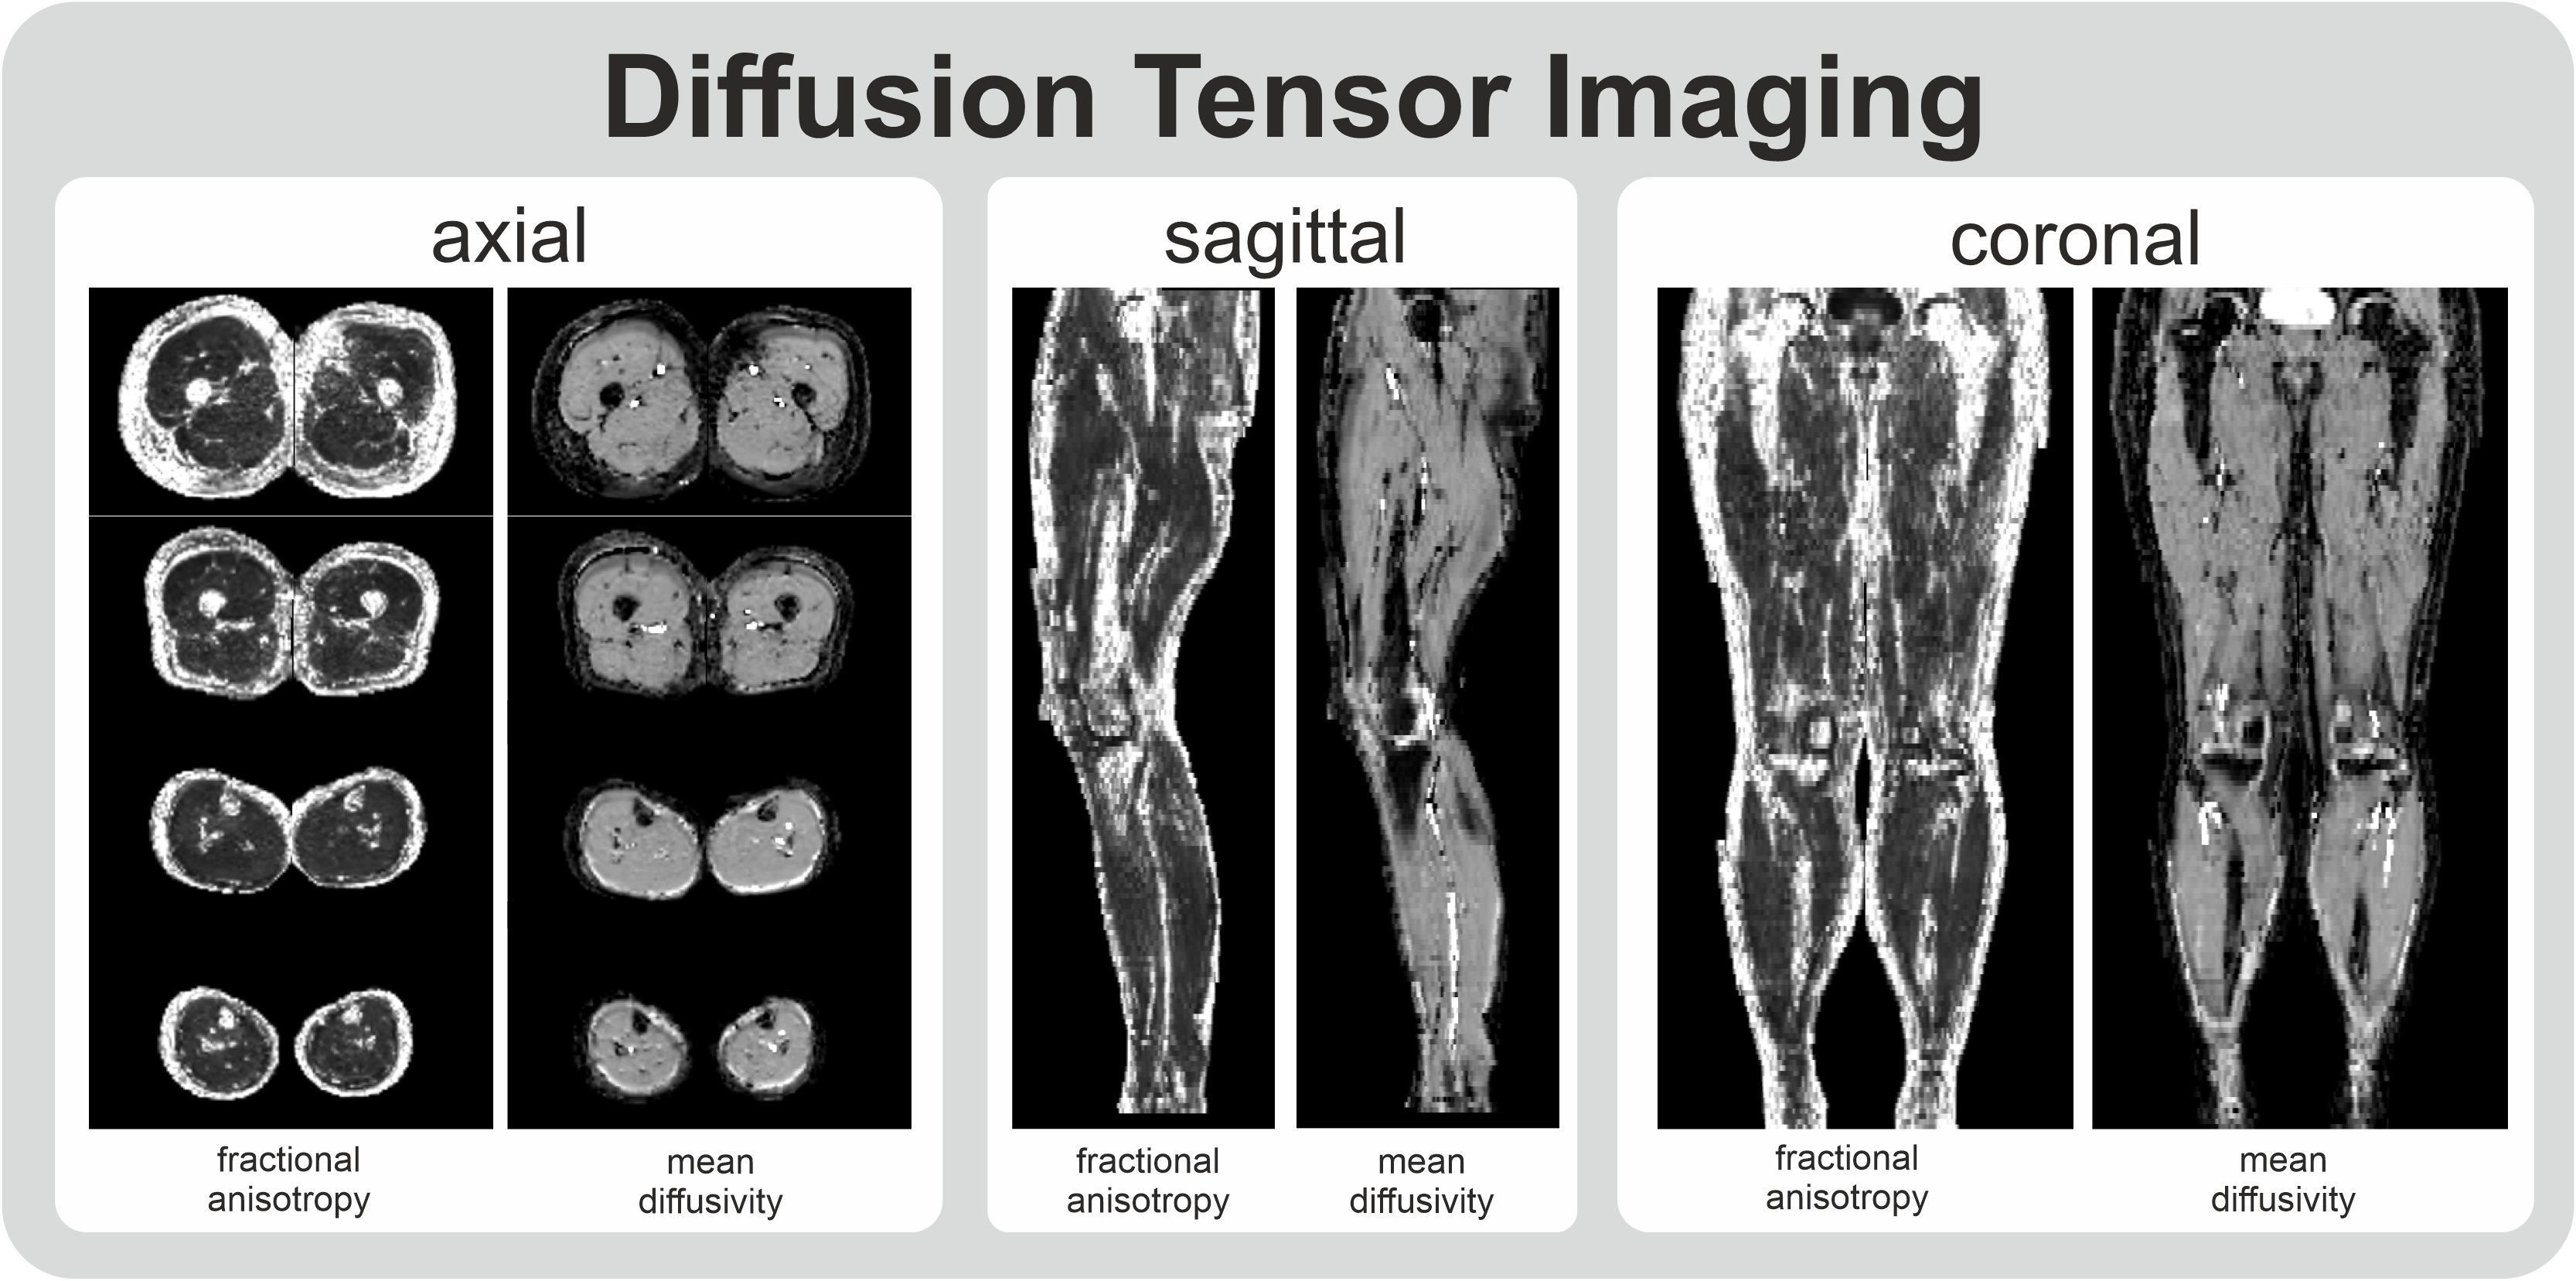 Diffusion Tensor Imaging
axial
fractional
anisotropy
mean
diffusivity
sagittal
fractional
anisotropy
mean
diffusivity
coronal
fractional
anisotropy
mean
diffusivity